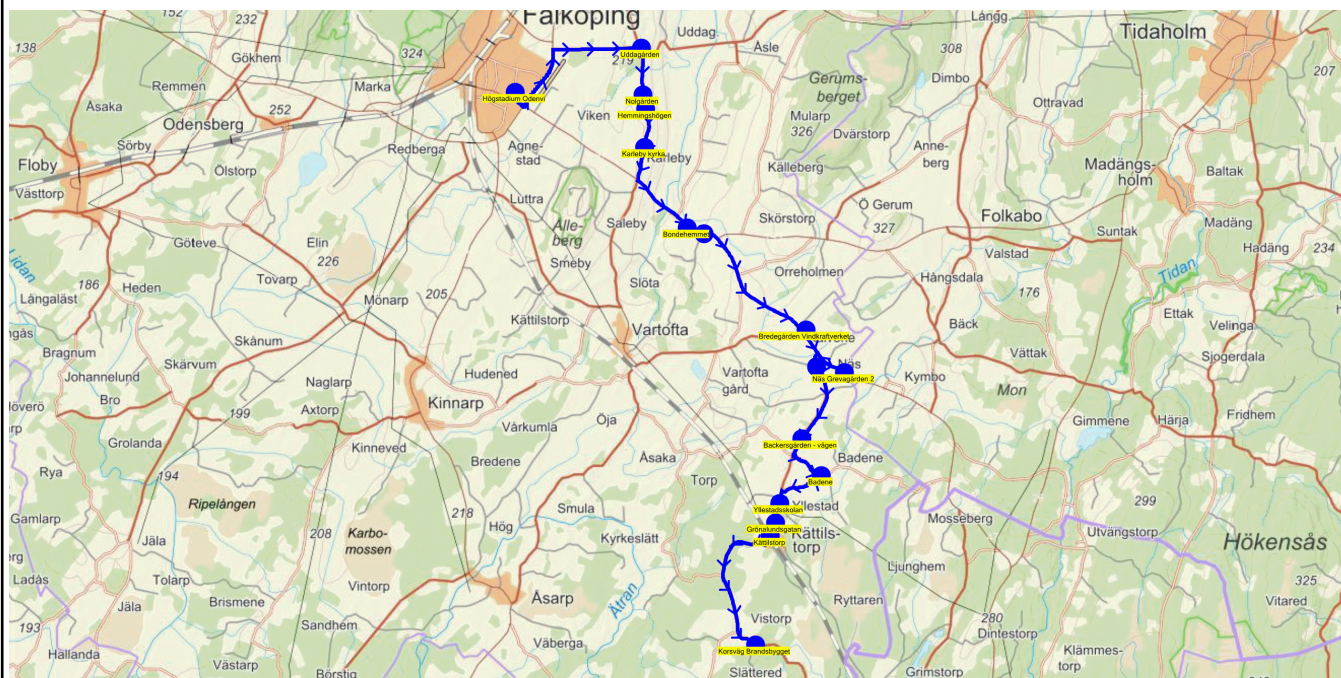 Falköping
Uddag.
Långg.
152
232
Åsle
Tidaholm
138
324
Gökhem
Uddagården
219
308
Remmen
Marka
Gerums-
berget
Dimbo
207
Åsaka
252
Högstadium Odenvi
Nolgården
Hemmingshögen
Viken
Mularp
326
Ottravad
Odensberg
Dvärstorp
Sörby
Redberga
Agne-
stad
Karleby kyrka
Karleby
Anne-
berg
Floby
Ölstorp
Källeberg
Madängs-
holm
Baltak
Västtorp
Luttra
Ö Gerum
Folkabo
Saleby
Skörstorp
327
Madäng
Ålle-
berg
Bondehemmet
Suntak
Göteve
Elin
226
Hadäng
234
Valstad
Lidan
Smeby
Orreholmen
Tidan
186
Heden
Tovarp
Slöta
Hångsdala
Långaläst
Mönarp
205
176
Ettak
Kättilstorp
Vartofta
Bäck
Velinga
Skånum
Bredegården Vindkraftverket
Bragnum
Skärvum
Vättak
Sjogerdala
Johannelund
Hudened
Vartofta
gård
Näs
Näs Grevagården 2
Kymbo
Bro
Naglarp
Mon
Kinnarp
199
Axtorp
Öja
Gimmene
Härja
Fridhem
Grolanda
Vårkumla
Kinneved
Backersgården - vägen
Rya
Bredene
Åsaka
Badene
194
Torp
Badene
Ripelången
Yllestadsskolan
Yllestad
299
Gamlarp
218
Smula
Mosseberg
208
Karbo-
mossen
Hög
Grönalundsgatan
Kättilstorp
Kättils-
torp
Utvängstorp
Jäla
Kyrkeslätt
Hökensås
Ladås
Tolarp
Vintorp
Ljunghem
325
Åsarp
Ätran
Jäla
Brismene
Ryttaren
Vitared
193
Sandhem
Vistorp
280
Dintestorp
Hallanda
Västarp
Väberga
Korsväg Brandsbygget
Klämmes-
torp
Börstig
Slättered
Grimstorp